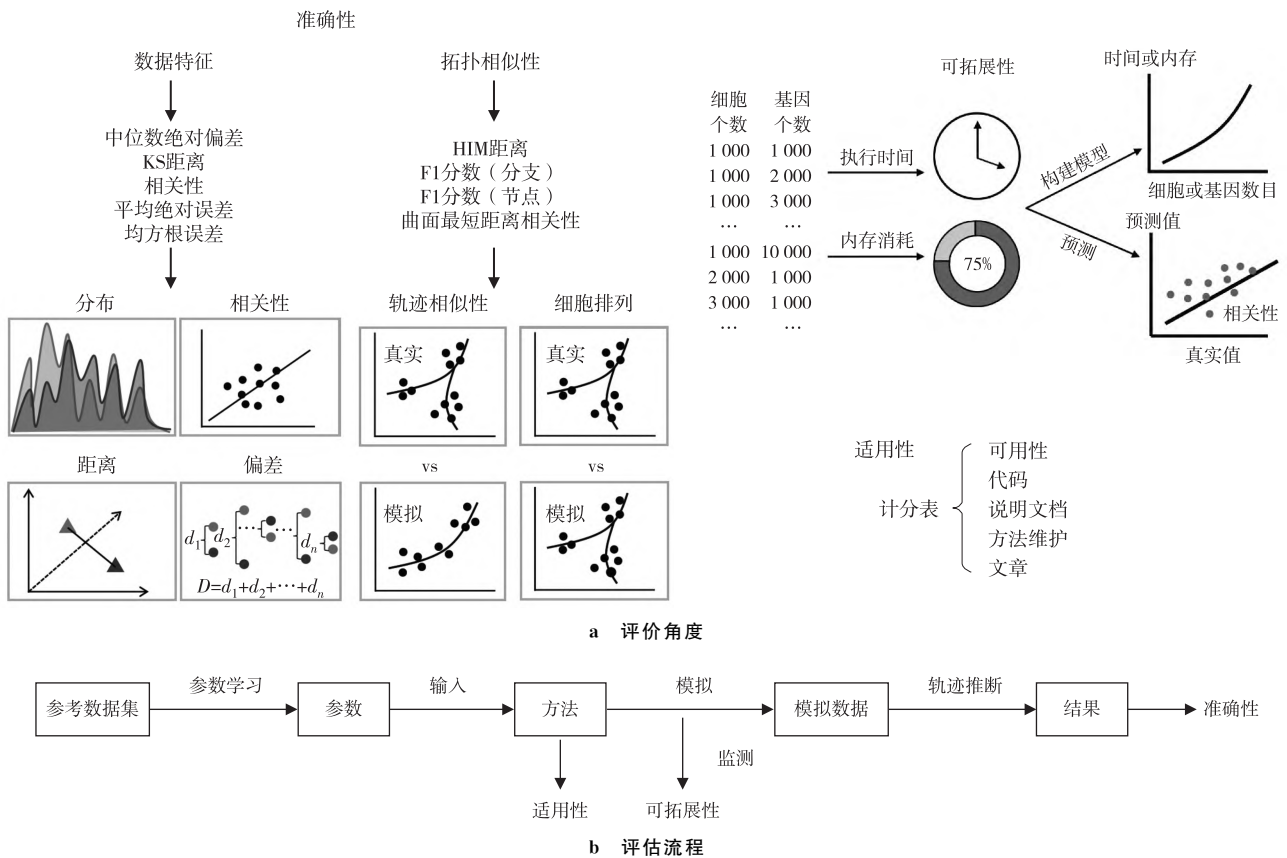 准确性
数据特征
中位数绝对偏差
KS距离
相关性
平均绝对误差
均方根误差
分布
相关性
距离
偏差
d1 d2 ⋯ ⋯ dn
D=d1+d2+⋯+dn
拓扑相似性
HIM距离
F1分数（分支）
F1分数（节点）
曲面最短距离相关性
轨迹相似性
细胞排列
真实
真实
vs
vs
模拟
模拟
可拓展性
细胞 基因
个数 个数
1 000 1 000
1 000 2 000
1 000 3 000
… …
1 000 10 000
2 000 1 000
3 000 1 000
… …
执行时间
内存消耗
75%
构建模型
预测
时间或内存
细胞或基因数目
预测值
相关性
真实值
适用性
计分表
可用性
代码
说明文档
方法维护
文章
a 评价角度
参考数据集
参数学习
参数
输入
方法
模拟
模拟数据
轨迹推断
结果
准确性
监测
适用性
可拓展性
b 评估流程